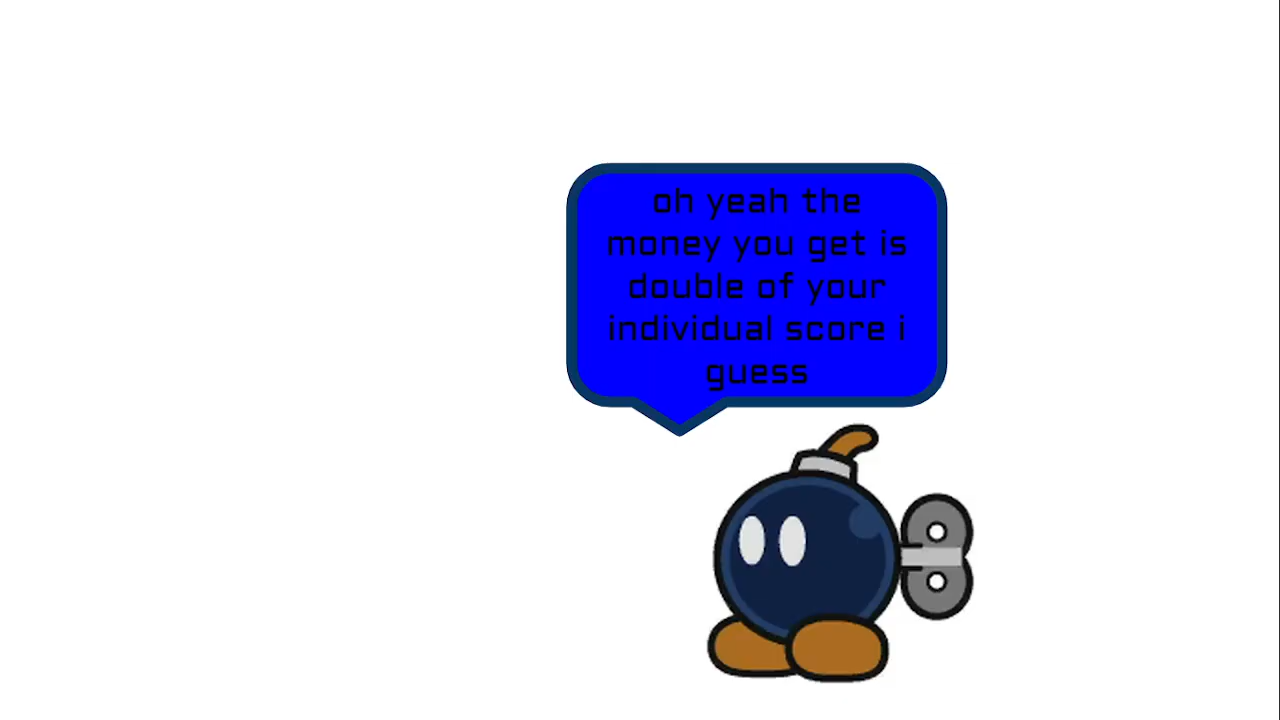 oh yeah the
money you get is
double of your
individual score i
guess